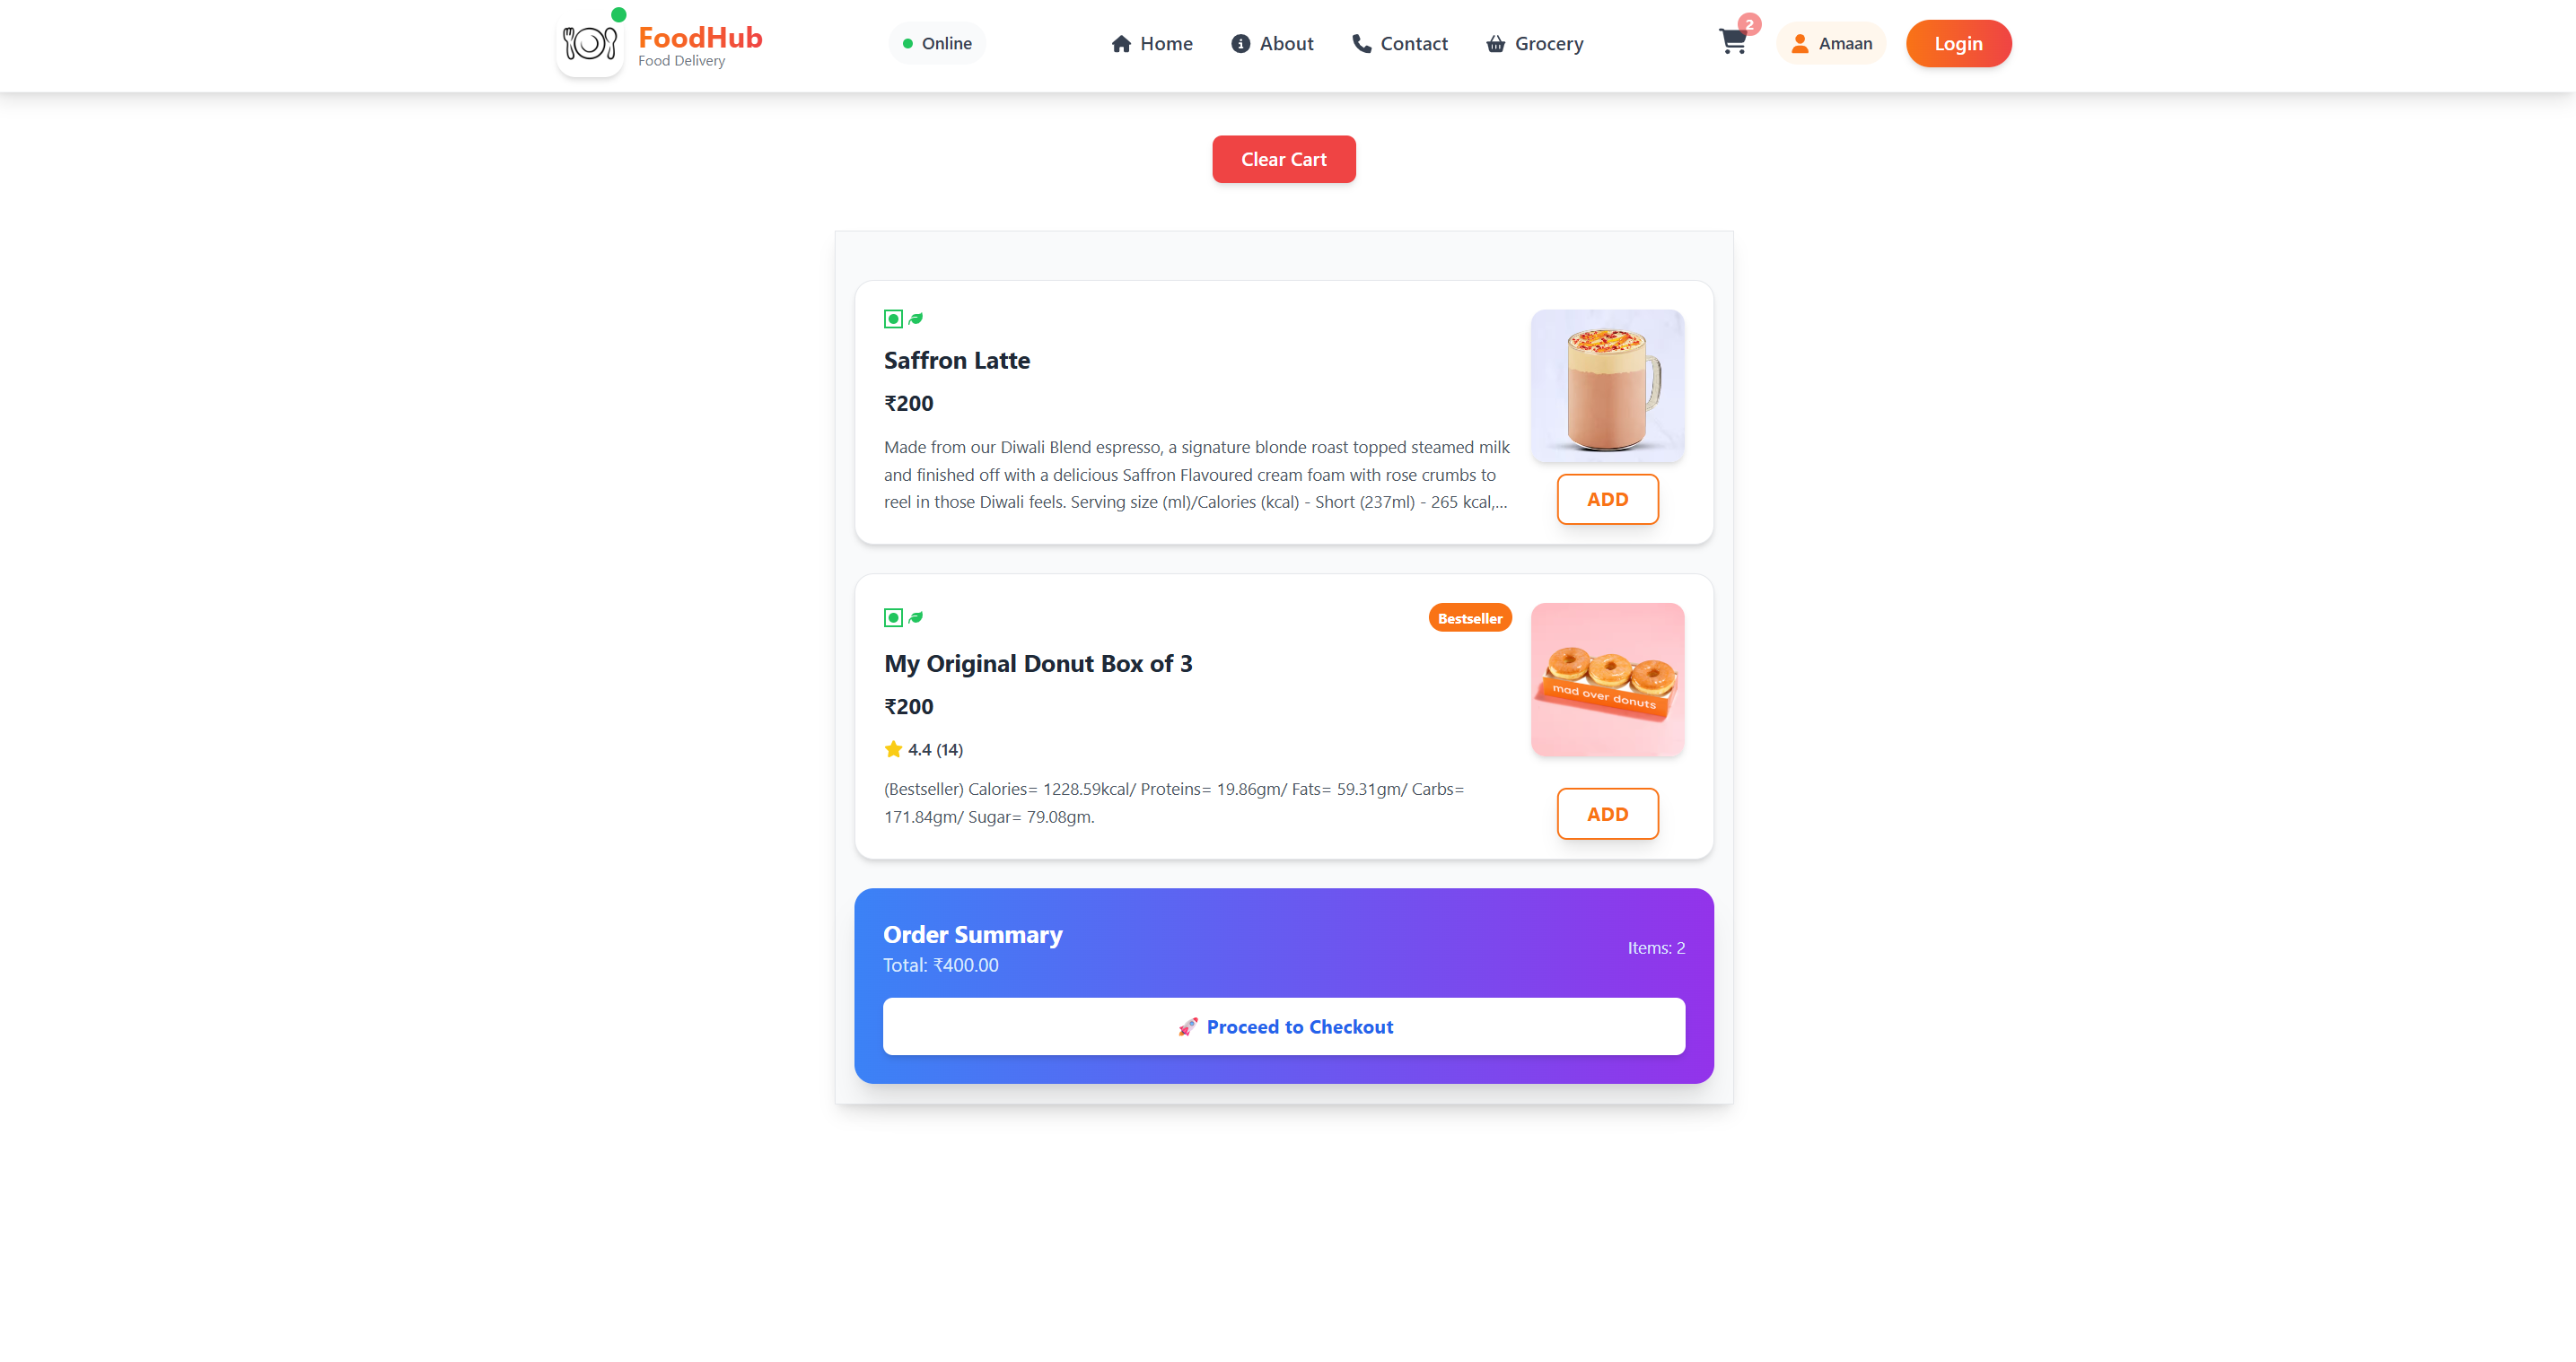 FoodHub
Food Delivery
Online
Home
About
Contact
Grocery
2
Amaan
Login
Clear Cart
Saffron Latte
₹200
Made from our Diwali Blend espresso, a signature blonde roast topped steamed milk
and finished off with a delicious Saffron Flavoured cream foam with rose crumbs to
reel in those Diwali feels. Serving size (ml)/Calories (kcal) - Short (237ml) - 265 kcal,...
ADD
Bestseller
My Original Donut Box of 3
₹200
4.4 (14)
(Bestseller) Calories= 1228.59kcal/ Proteins= 19.86gm/ Fats= 59.31gm/ Carbs=
171.84gm/ Sugar= 79.08gm.
mad over donuts
ADD
Order Summary
Total: ₹400.00
Items: 2
🚀 Proceed to Checkout